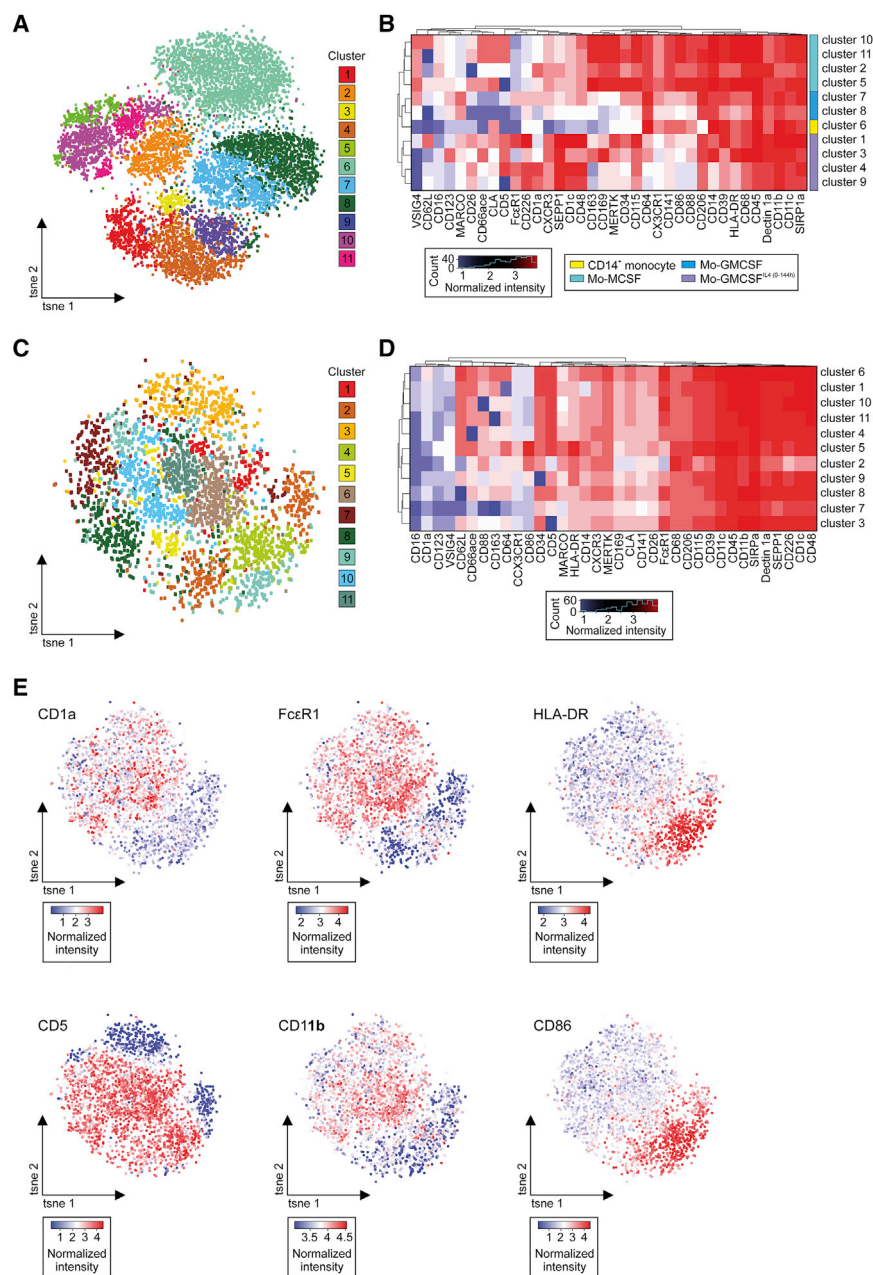 A
Cluster
1
2
3
4
5
6
7
8
9
10
11
tsne 2
tsne 1
B
cluster 10
cluster 11
cluster 2
cluster 5
cluster 7
cluster 8
cluster 6
cluster 1
cluster 3
cluster 4
cluster 9
VSIG4
CD62L
CD16
CD123
MARCO
CD26
CD66ace
CLA
CD5
FcεR1
CD226
CD1a
CXCR3
SEPP1
CD1c
CD48
CD163
CD169
MERTK
CD34
CD115
CD64
CX3CR1
CD141
CD86
CD88
CD206
CD14
CD39
HLA-DR
CD68
CD45
Dectin 1a
CD11b
CD11c
SIRP1a
Count
40
0
1 2 3
Normalized intensity
CD14+ monocyte
Mo-GMCSF
Mo-MCSF
Mo-GMCSF IL4 (0-144h)
C
Cluster
1
2
3
4
5
6
7
8
9
10
11
tsne 2
tsne 1
D
cluster 6
cluster 1
cluster 10
cluster 11
cluster 4
cluster 5
cluster 2
cluster 9
cluster 8
cluster 7
cluster 3
CD16
CD1a
CD123
VSIG4
CD62L
CD66ace
CD88
CD163
CD64
CCX3CR1
CD86
CD34
CD5
MARCO
HLA-DR
CD14
CXCR3
MERTK
CD169
CLA
CD141
CD26
FcεR1
CD68
CD206
CD115
CD39
CD11c
CD45
CD11b
SIRPa
Dectin 1a
SEPP1
CD226
CD1c
CD48
Count
60
0
1 2 3
Normalized intensity
E
CD1a
tsne 2
tsne 1
1 2 3
Normalized
intensity
FcεR1
tsne 2
tsne 1
2 3 4
Normalized
intensity
HLA-DR
tsne 2
tsne 1
2 3 4
Normalized
intensity
CD5
tsne 2
tsne 1
1 2 3 4
Normalized
intensity
CD11b
tsne 2
tsne 1
3.5 4 4.5
Normalized
intensity
CD86
tsne 2
tsne 1
1 2 3 4
Normalized
intensity